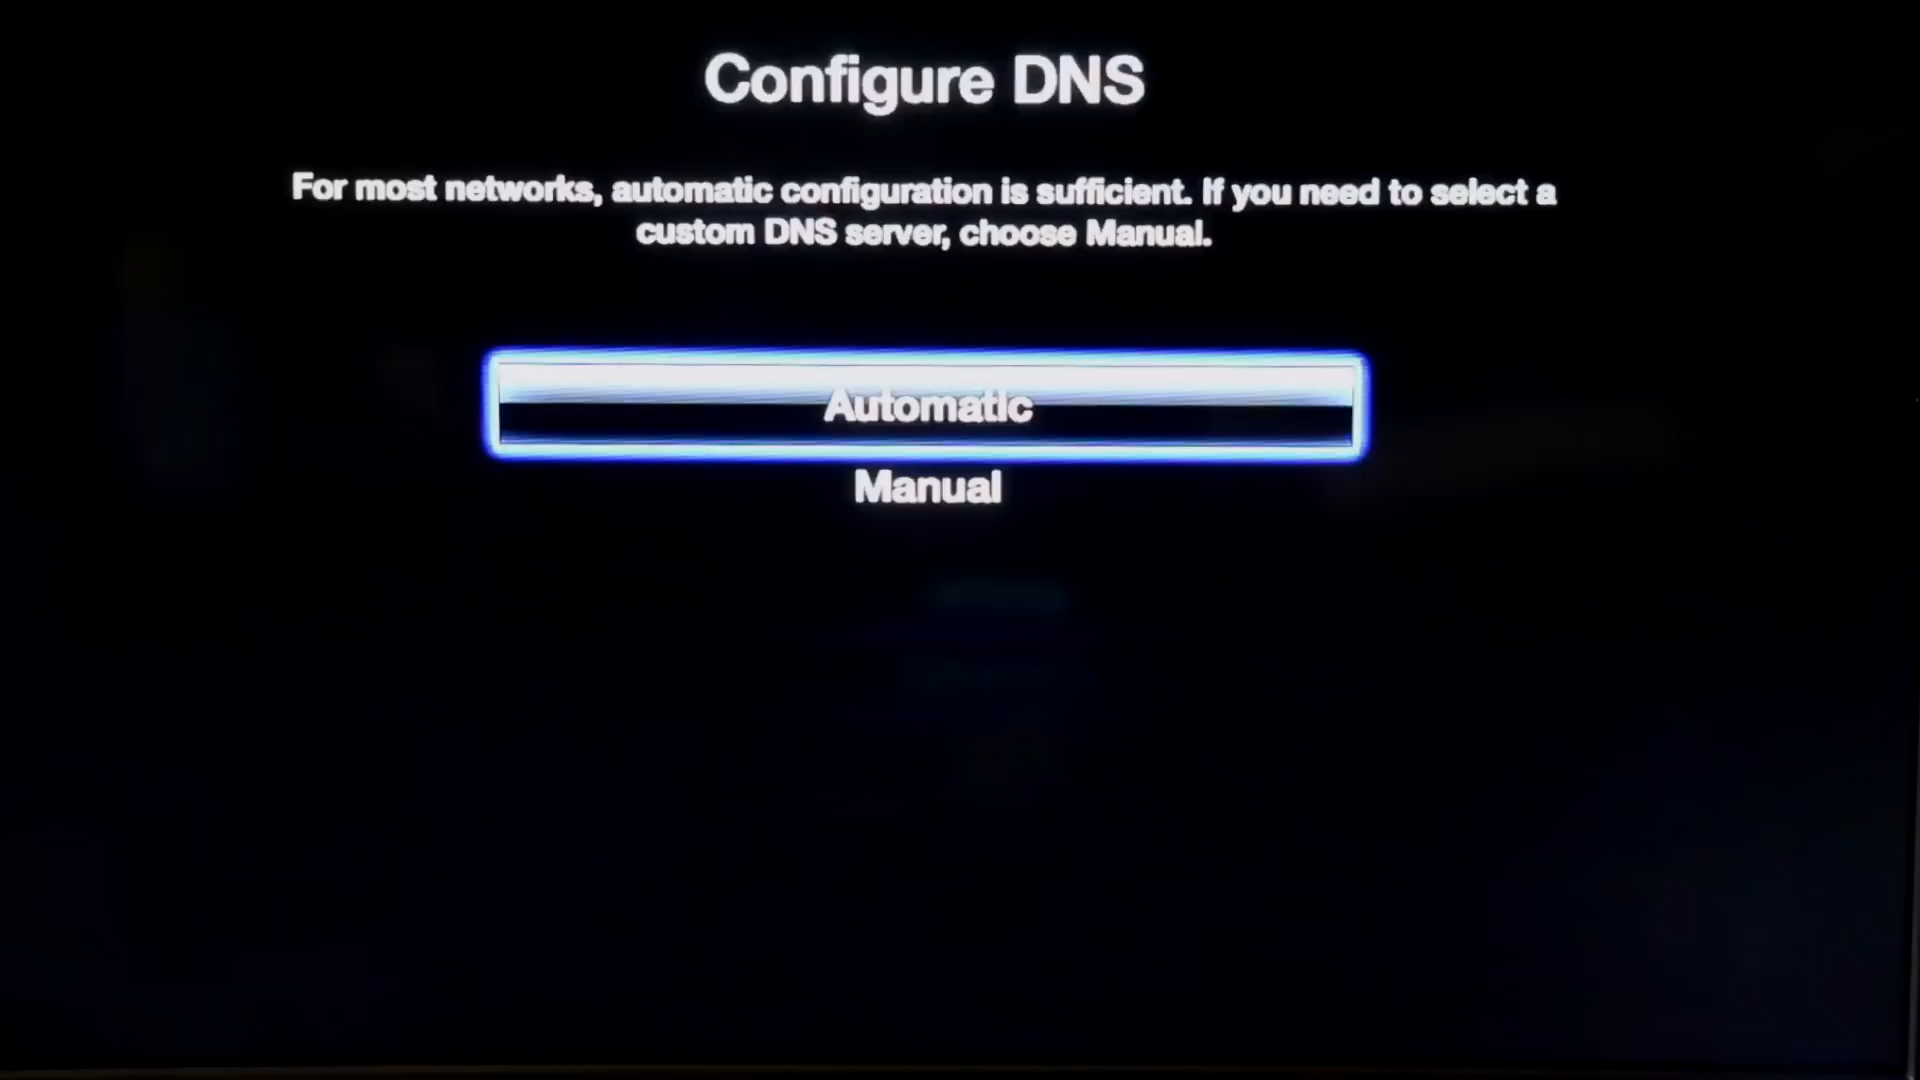 Configure DNS
For most networks, automatic configuration is sufficient. If you need to select a
custom DNS server, choose Manual.
Automatic
Manual